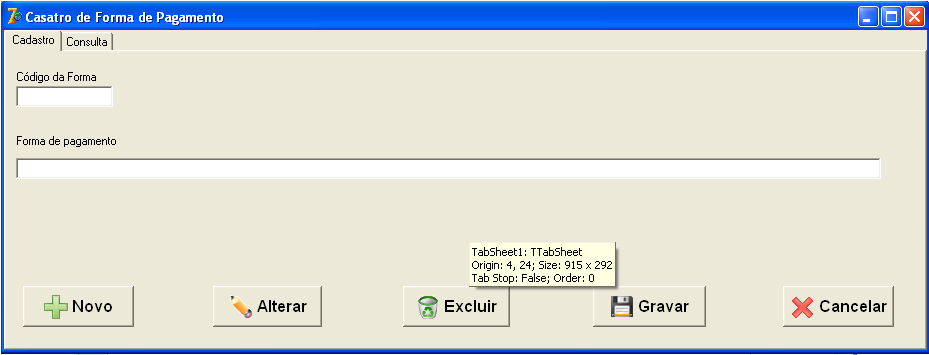 Casatro de Forma de Pagamento
Cadastro Consulta
Código da Forma
Forma de pagamento
TabSheet1: TTabSheet
Origin: 4, 24; Size: 915 x 292
Tab Stop: False; Order: 0
Novo Alterar Excluir Gravar Cancelar